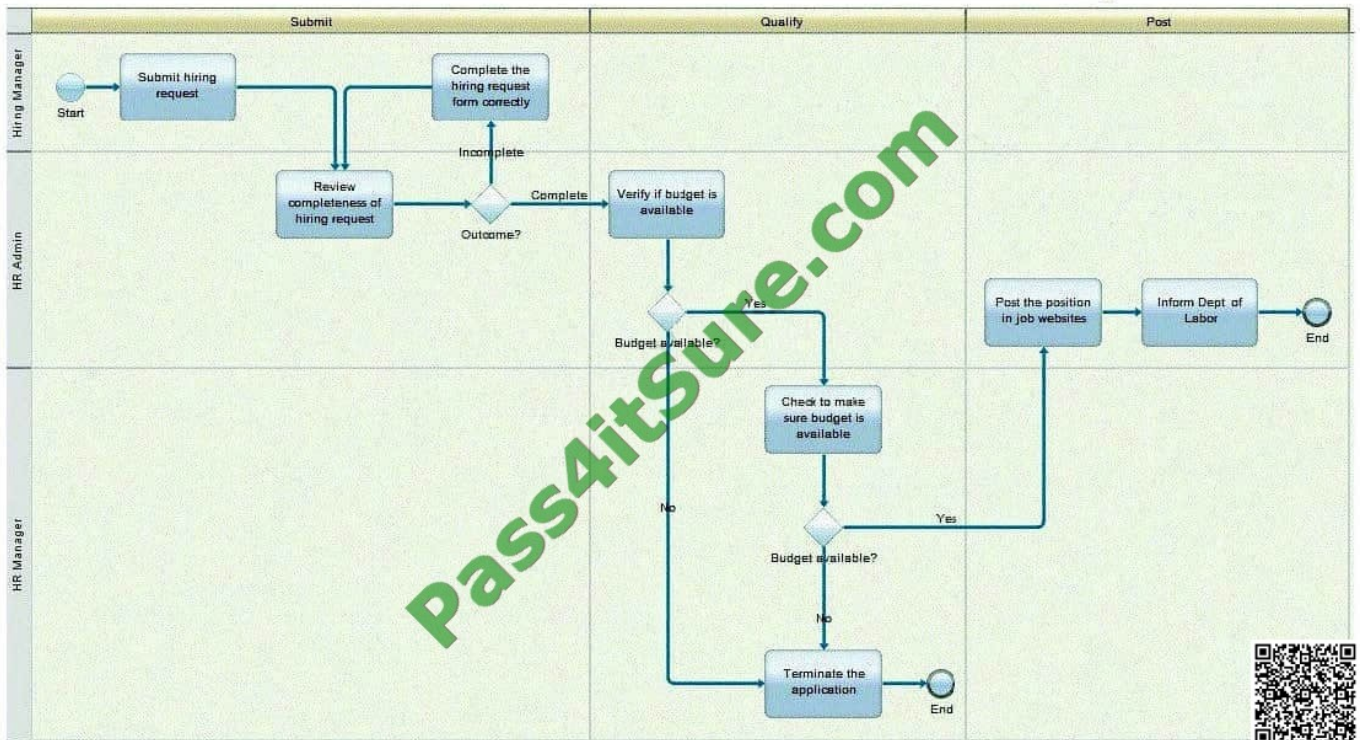 Submit
Qualify
Post
Hiring Manager
Start
Submit hiring
request
Complete the
hiring request
form correctly
Incomplete
HR Admin
Review
completeness of
hiring request
Outcome?
Complete
Verify if budget is
available
Budget available?
Yes
Post the position
in job websites
Inform Dept. of
Labor
End
HR Manager
Check to make
sure budget is
available
No
Budget available?
Yes
No
Terminate the
application
End
Pass4itSure.com